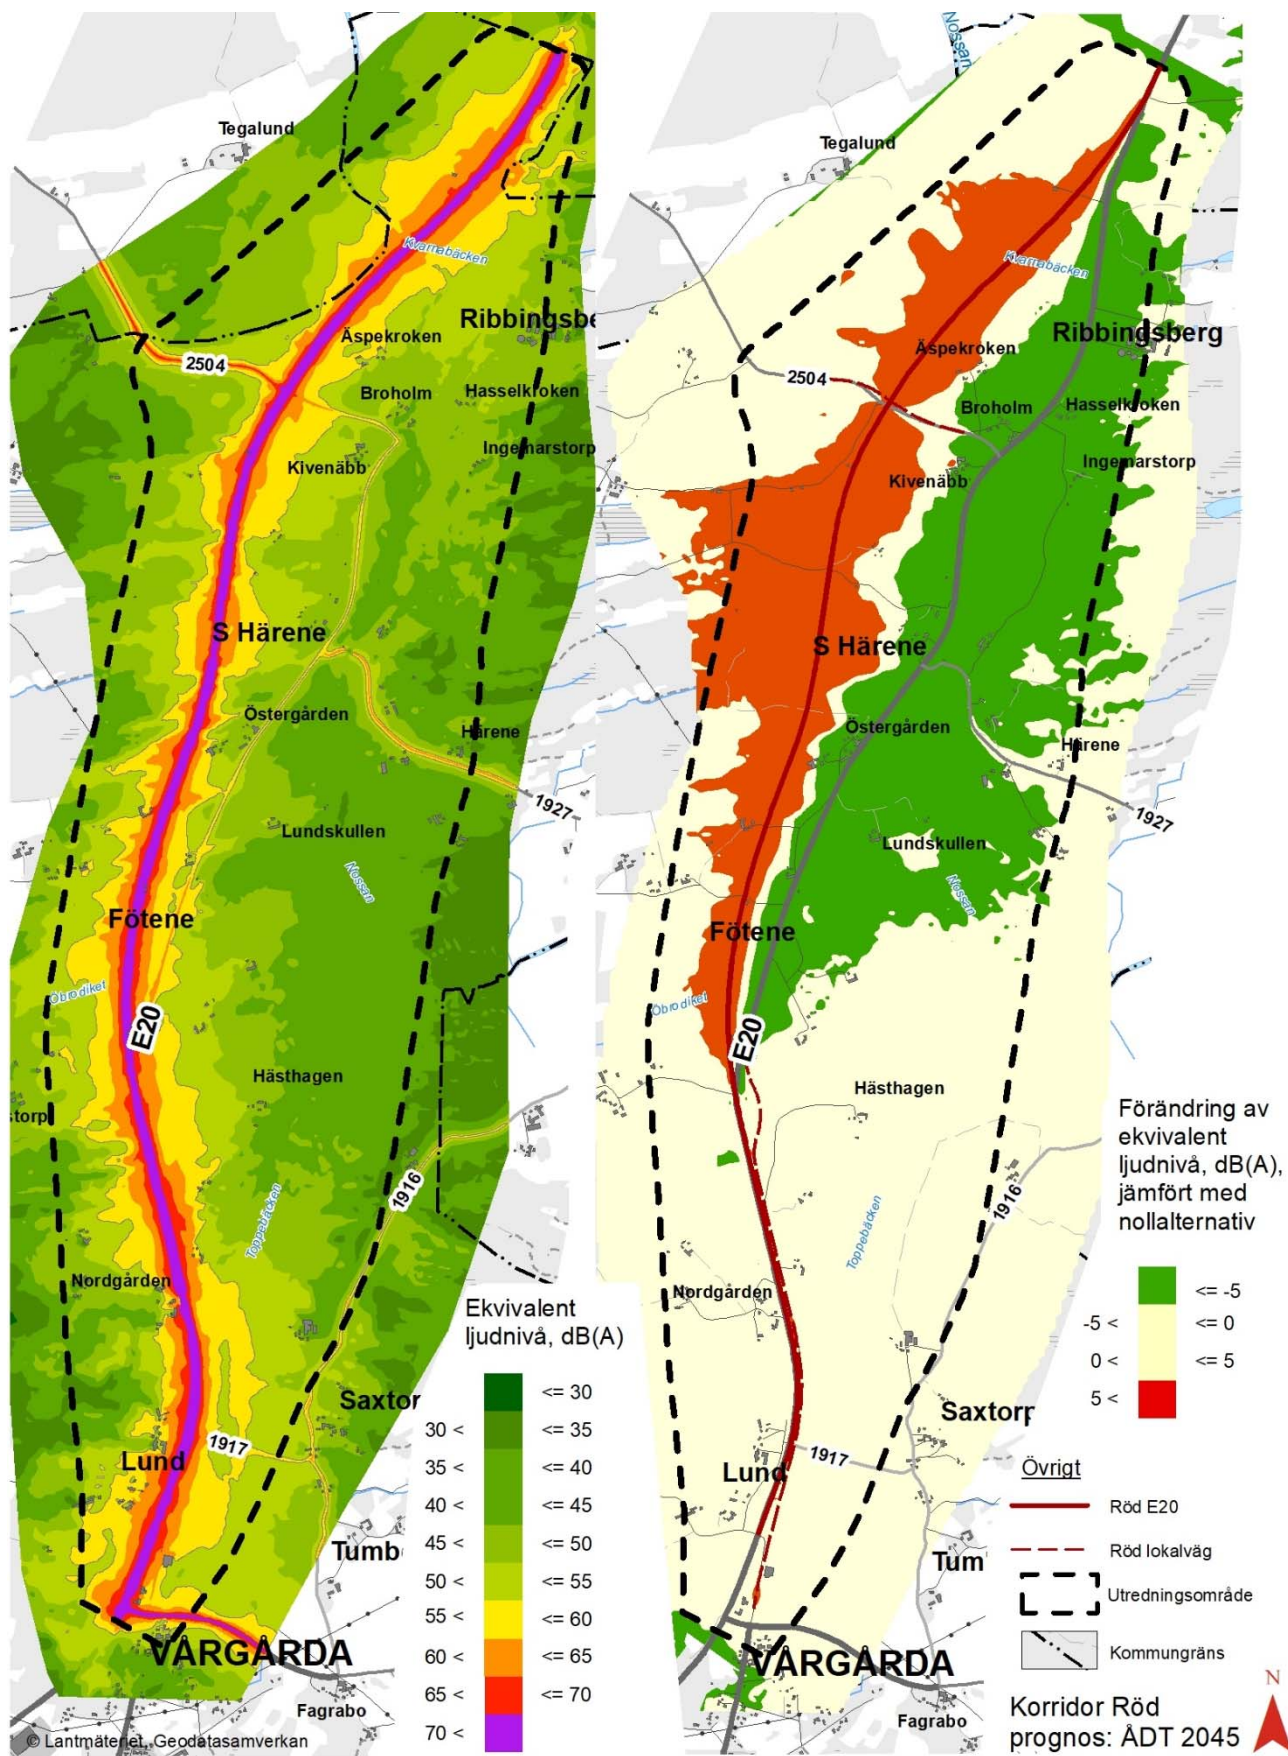 Tegalund
Kvarnabäcken
Ribbingsbe
Äspekroken
2504
Broholm
Hasselkroken
Ingemarstorp
Kivenäbb
S Härene
Östergården
Härene
1927
Lundskullen
Nossan
Fötene
Öbrodiket
E20
Hästhagen
storp
1916
Toppebäcken
Nordgården
Saxtor
1917
Lund
Tumb
VÅRGÅRDA
Fagrabo
© Lantmäteriet, Geodatasamverkan
Ekvivalent
ljudnivå, dB(A)
<= 30
30 < <= 35
35 < <= 40
40 < <= 45
45 < <= 50
50 < <= 55
55 < <= 60
60 < <= 65
65 < <= 70
70 <
Nossan
Tegalund
Kvarnabäcken
Ribbingsberg
Äspekroken
2504
Broholm
Hasselkroken
Ingemarstorp
Kivenäbb
S Härene
Östergården
Härene
1927
Lundskullen
Nossan
Fötene
Öbrodiket
E20
Hästhagen
1916
Toppebäcken
Nordgården
Saxtorp
1917
Lund
Tum
VÅRGÅRDA
Fagrabo
Förändring av
ekvivalent
ljudnivå, dB(A),
jämfört med
nollalternativ
<= -5
-5 < <= 0
0 < <= 5
5 <
Övrigt
Röd E20
Röd lokalväg
Utredningsområde
Kommungräns
Korridor Röd
prognos: ÅDT 2045
N